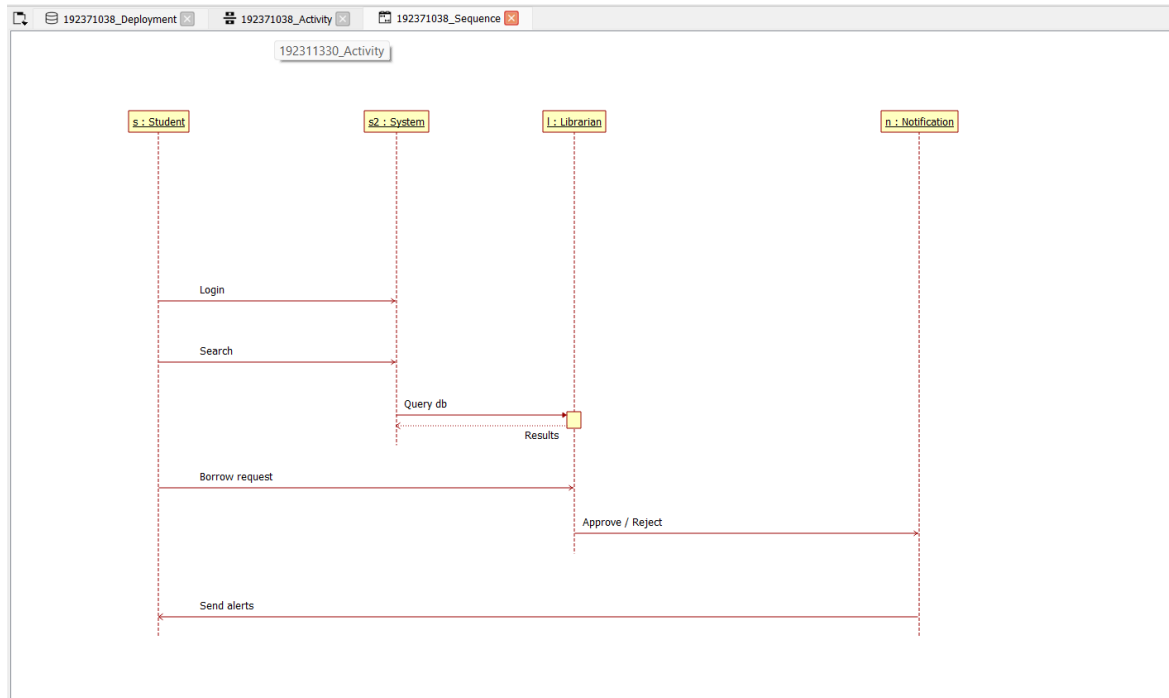 192371038_Deployment
192371038_Activity
192371038_Sequence
192311330_Activity
s : Student
s2 : System
l : Librarian
n : Notification
Login
Search
Query db
Results
Borrow request
Approve / Reject
Send alerts